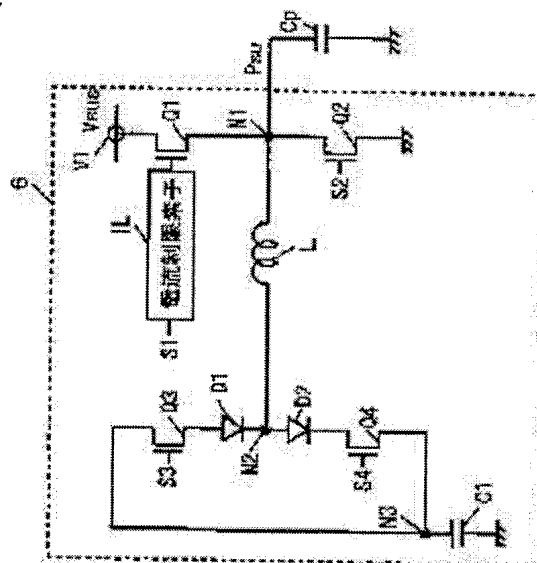 6
V1
VSUS
Q1
IL
電流制限素子
S1
N1
PSU
Cp
S2
Q2
L
S3
Q3
D1
N2
D2
S4
Q4
N3
C1